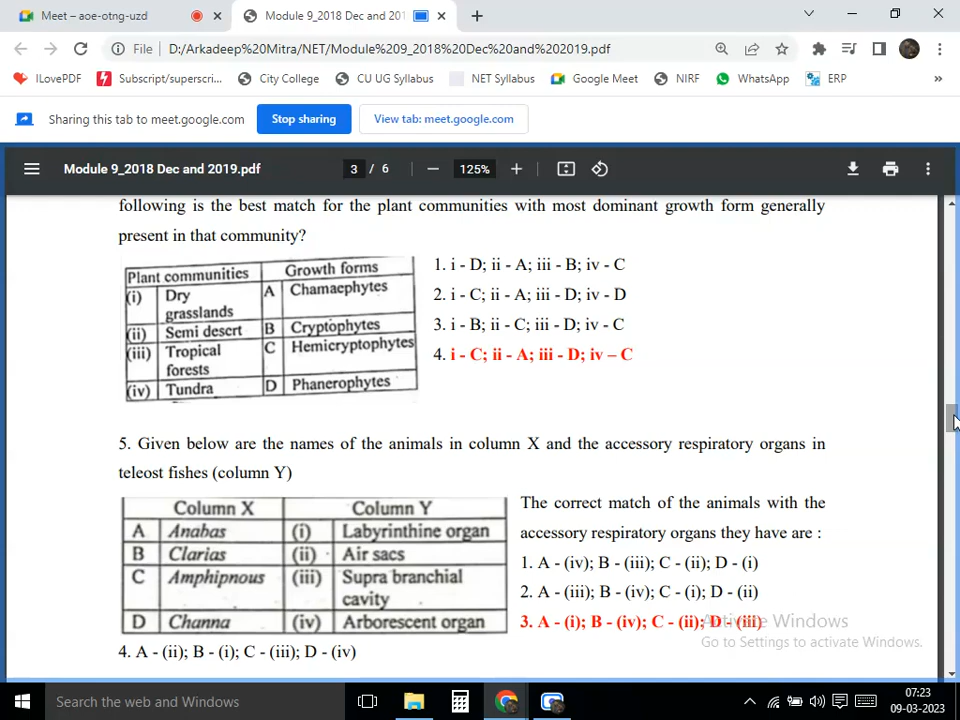 Meet – aoe-otng-uzd
Module 9_2018 Dec and 201
File D:/Arkadeep%20Mitra/NET/Module%209_2018%20Dec%20and%202019.pdf
ILovePDF Subscript/superscri... City College CU UG Syllabus NET Syllabus Google Meet NIRF WhatsApp ERP »
Sharing this tab to meet.google.com Stop sharing View tab: meet.google.com
Module 9_2018 Dec and 2019.pdf 3 / 6 125%
following is the best match for the plant communities with most dominant growth form generally
present in that community?
Plant communities Growth forms
(i) Dry grasslands A Chamaephytes
(ii) Semi desert B Cryptophytes
(iii) Tropical forests C Hemicryptophytes
(iv) Tundra D Phanerophytes
1. i - D; ii - A; iii - B; iv - C
2. i - C; ii - A; iii - D; iv - D
3. i - B; ii - C; iii - D; iv - C
4. i - C; ii - A; iii - D; iv – C
5. Given below are the names of the animals in column X and the accessory respiratory organs in
teleost fishes (column Y)
Column X Column Y
A Anabas (i) Labyrinthine organ
B Clarias (ii) Air sacs
C Amphipnous (iii) Supra branchial cavity
D Channa (iv) Arborescent organ
The correct match of the animals with the
accessory respiratory organs they have are :
1. A - (iv); B - (iii); C - (ii); D - (i)
2. A - (iii); B - (iv); C - (i); D - (ii)
3. A - (i); B - (iv); C - (ii); D - (iii)
4. A - (ii); B - (i); C - (iii); D - (iv)
Activate Windows
Go to Settings to activate Windows.
Search the web and Windows
07:23
09-03-2023